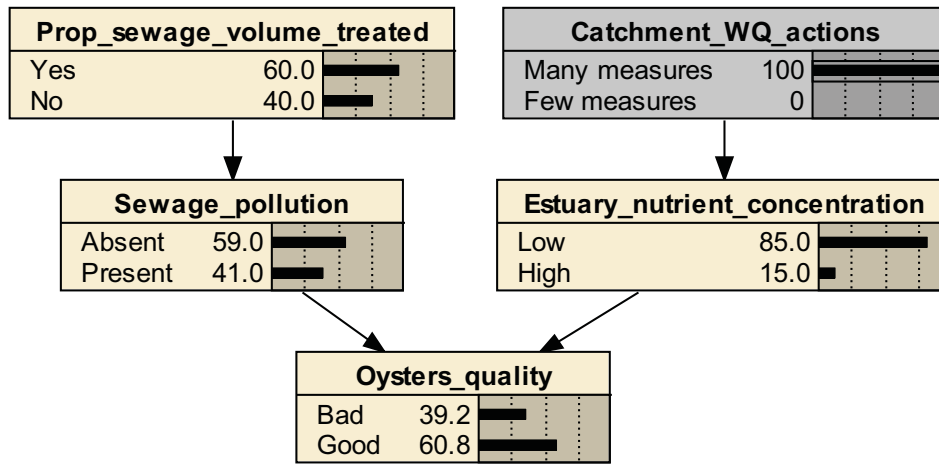 Prop_sewage_volume_treated
Yes 60.0
No 40.0
Catchment_WQ_actions
Many measures 100
Few measures 0
Sewage_pollution
Absent 59.0
Present 41.0
Estuary_nutrient_concentration
Low 85.0
High 15.0
Oysters_quality
Bad 39.2
Good 60.8